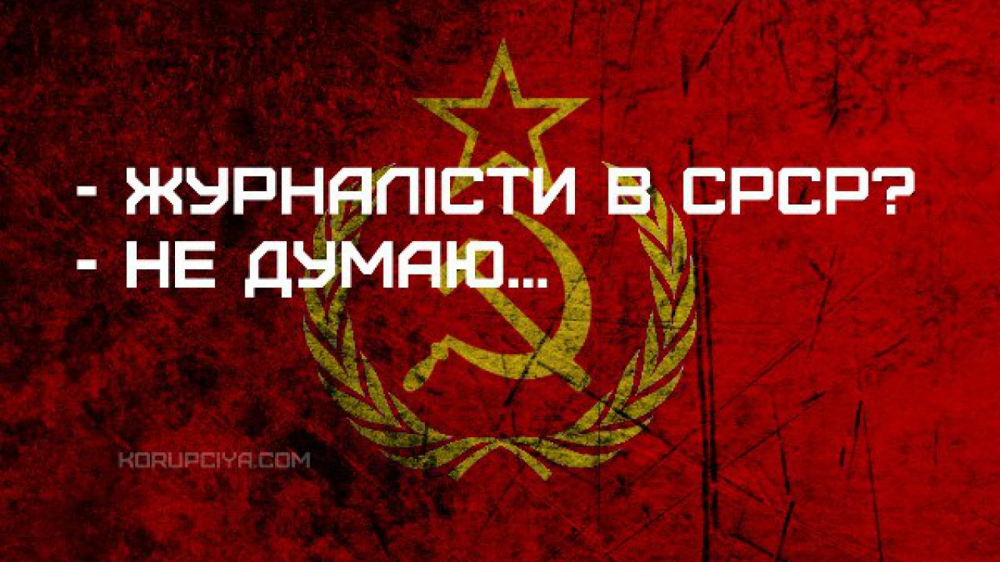 - ЖУРНАЛІСТИ В СРСР?
- НЕ ДУМАЮ...
KORUPCIYA.COM